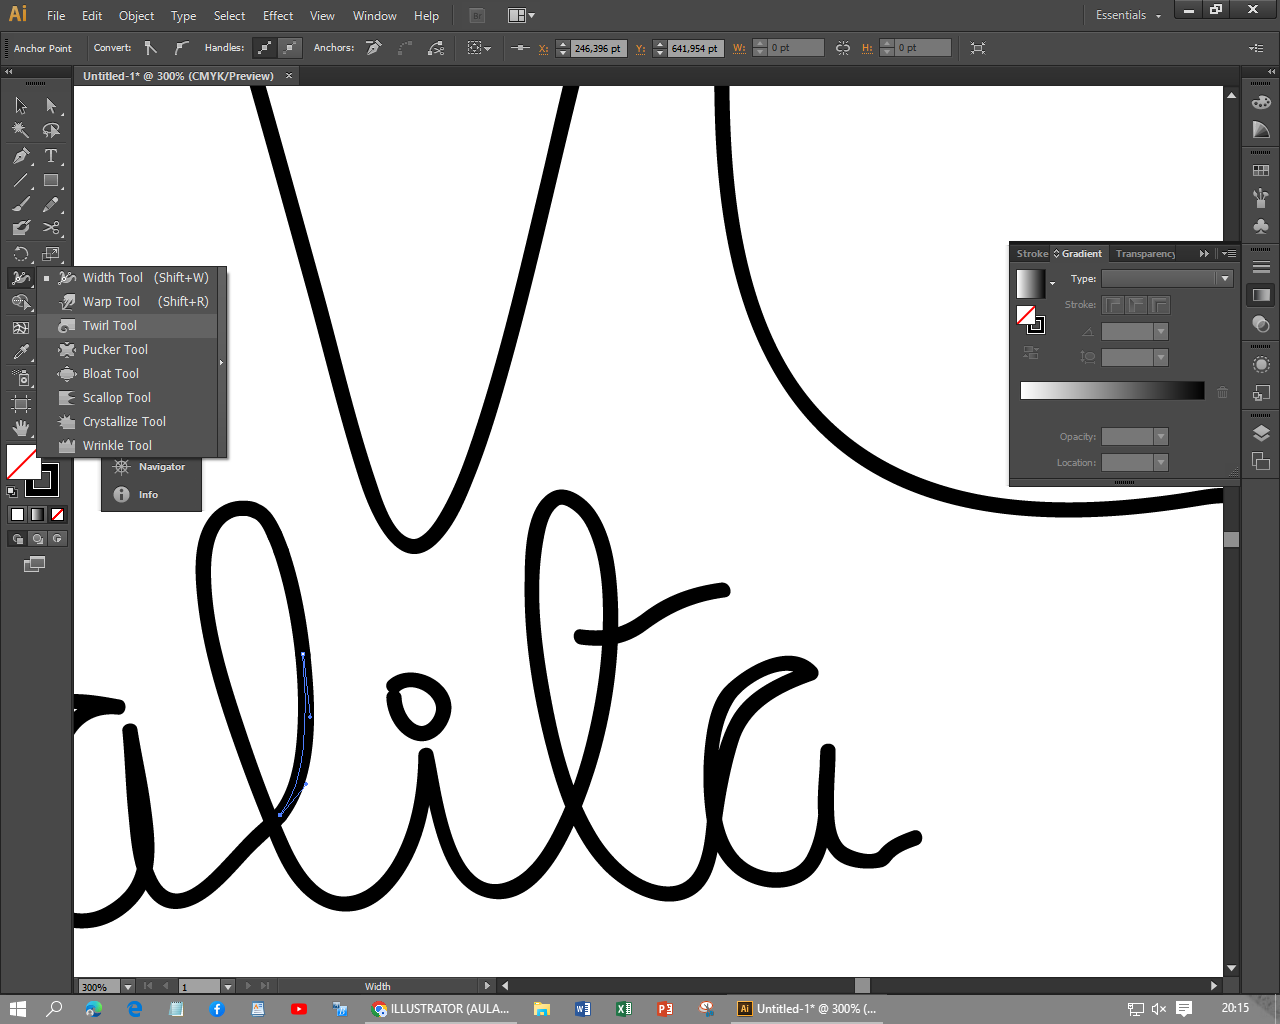 Ai File Edit Object Type Select Effect View Window Help Br Essentials
Anchor Point Convert: Handles: Anchors: X: 246,396 pt Y: 641,954 pt W: 0 pt H: 0 pt
Untitled-1* @ 300% (CMYK/Preview) ×
Width Tool (Shift+W)
Warp Tool (Shift+R)
Twirl Tool
Pucker Tool
Bloat Tool
Scallop Tool
Crystallize Tool
Wrinkle Tool
Navigator
Info
Stroke Gradient Transparency
Type:
Stroke:
Opacity:
Location:
alita
300% 1 Width
ILLUSTRATOR (AULA... Untitled-1* @ 300% (... 20:15